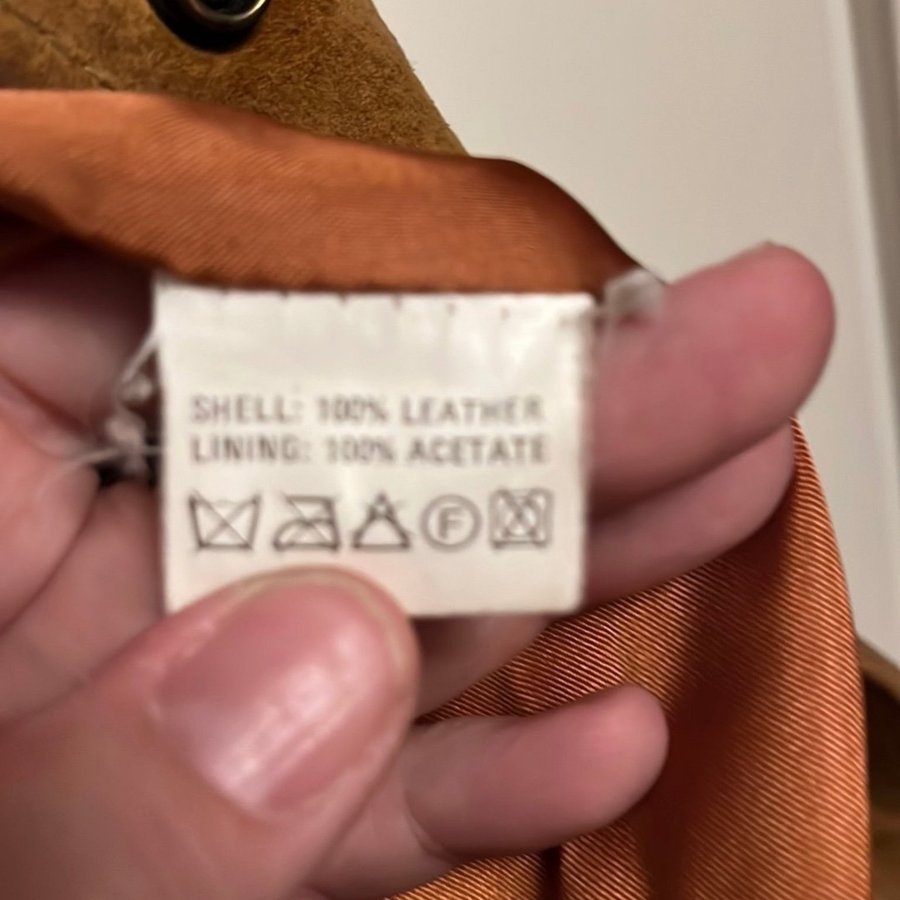 SHELL: 100% LEATHER
LINING: 100% ACETATE
F